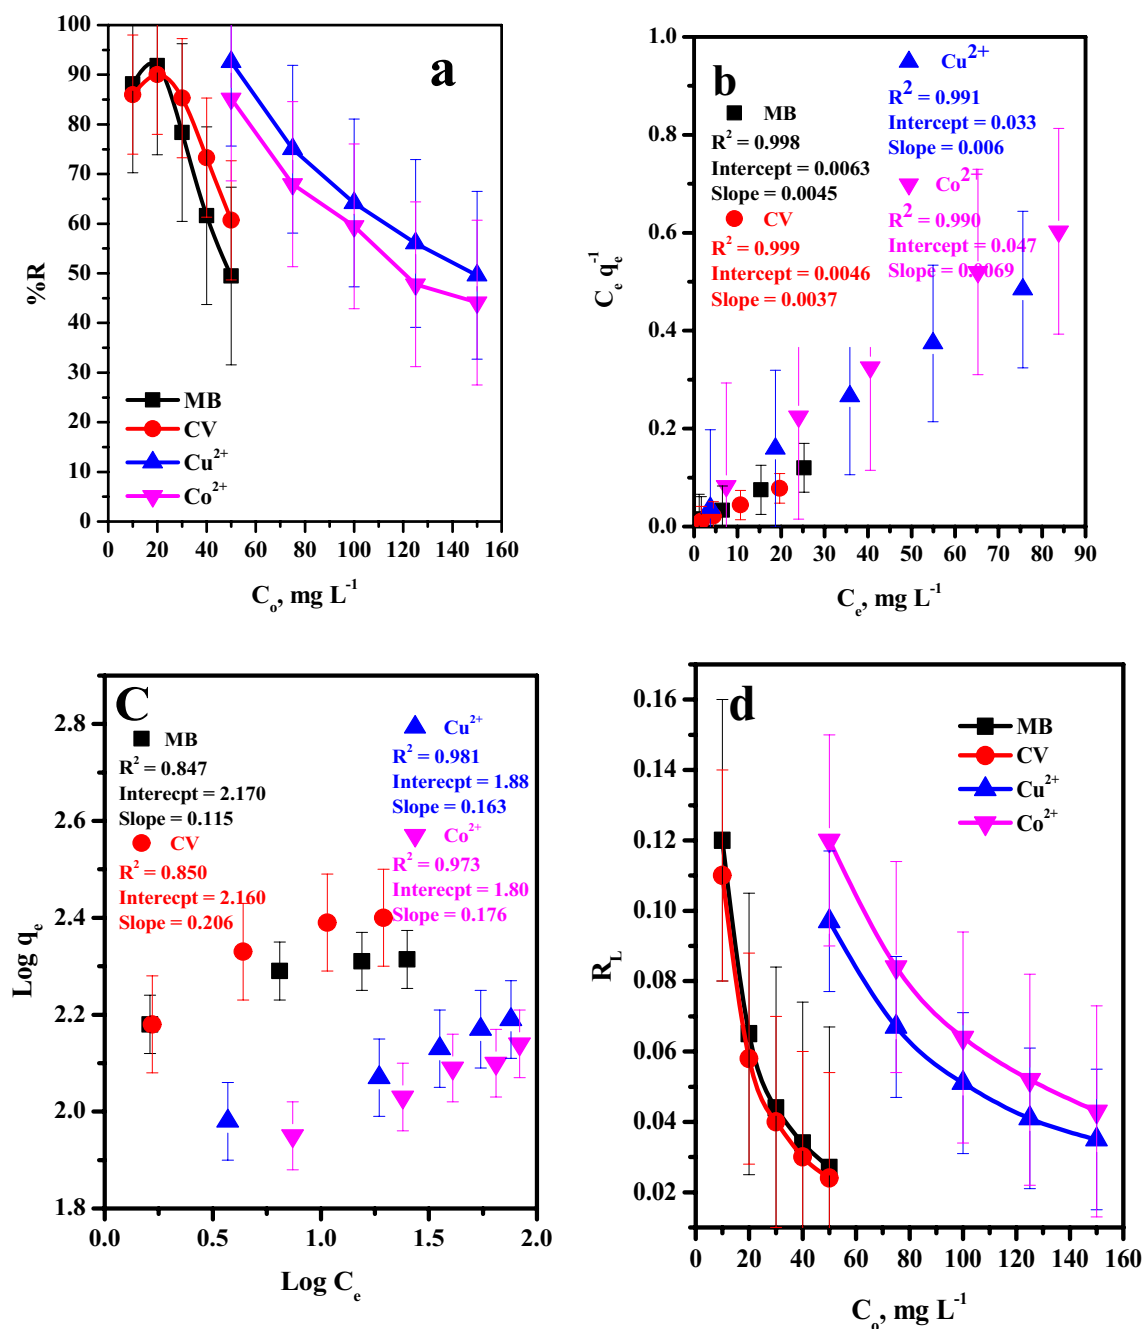 a
100
90
80
70
60
50
40
30
20
10
0
%R
MB
CV
Cu²⁺
Co²⁺
0 20 40 60 80 100 120 140 160
C₀, mg L⁻¹
b
1.0
0.8
0.6
0.4
0.2
0.0
Cₑ qₑ⁻¹
MB
R² = 0.998
Intercept = 0.0063
Slope = 0.0045
CV
R² = 0.999
Intercept = 0.0046
Slope = 0.0037
Cu²⁺
R² = 0.991
Intercept = 0.033
Slope = 0.006
Co²⁺
R² = 0.990
Intercept = 0.047
Slope = 0.0069
0 10 20 30 40 50 60 70 80 90
Cₑ, mg L⁻¹
C
2.8
2.6
2.4
2.2
2.0
1.8
Log qₑ
MB
R² = 0.847
Interecpt = 2.170
Slope = 0.115
CV
R² = 0.850
Intercept = 2.160
Slope = 0.206
Cu²⁺
R² = 0.981
Interecpt = 1.88
Slope = 0.163
Co²⁺
R² = 0.973
Interecpt = 1.80
Slope = 0.176
0.0 0.5 1.0 1.5 2.0
Log Cₑ
d
0.16
0.14
0.12
0.10
0.08
0.06
0.04
0.02
R_L
MB
CV
Cu²⁺
Co²⁺
0 20 40 60 80 100 120 140 160
C₀, mg L⁻¹